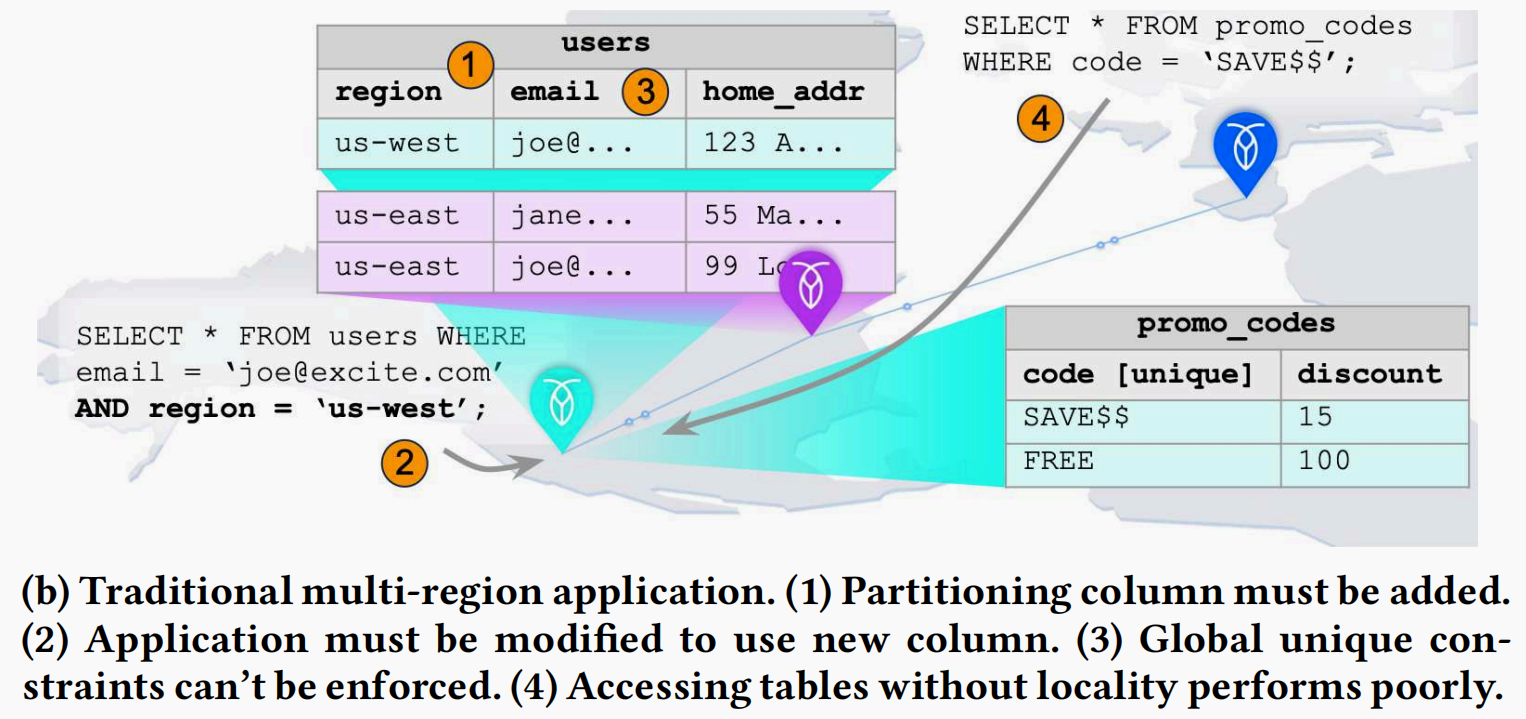 users
1
region email 3 home_addr
us-west joe@... 123 A...
us-east jane... 55 Ma...
us-east joe@... 99 Lo
SELECT * FROM promo_codes
WHERE code = ‘SAVE$$’;
4
SELECT * FROM users WHERE
email = ‘joe@excite.com’
AND region = ‘us-west’;
2
promo_codes
code [unique] discount
SAVE$$ 15
FREE 100
(b) Traditional multi-region application. (1) Partitioning column must be added.
(2) Application must be modified to use new column. (3) Global unique con-
straints can’t be enforced. (4) Accessing tables without locality performs poorly.